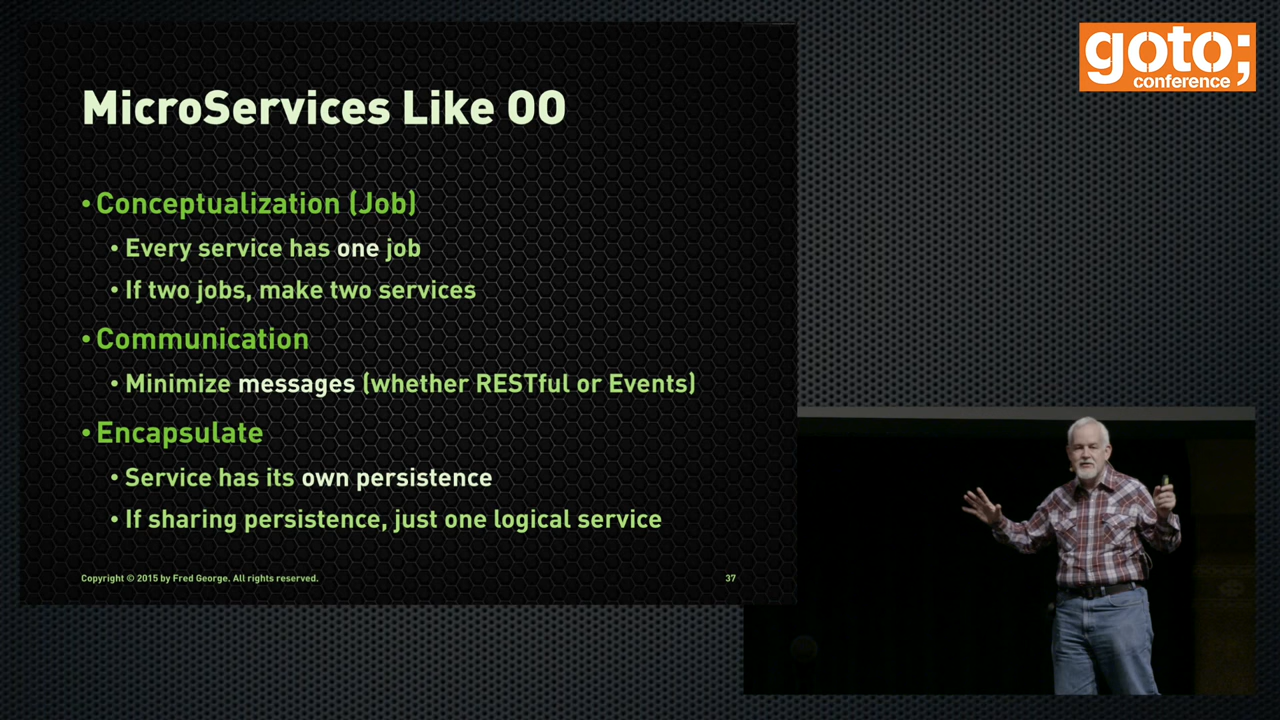 goto;
conference
MicroServices Like OO
• Conceptualization (Job)
• Every service has one job
• If two jobs, make two services
• Communication
• Minimize messages (whether RESTful or Events)
• Encapsulate
• Service has its own persistence
• If sharing persistence, just one logical service
Copyright © 2015 by Fred George. All rights reserved.
37